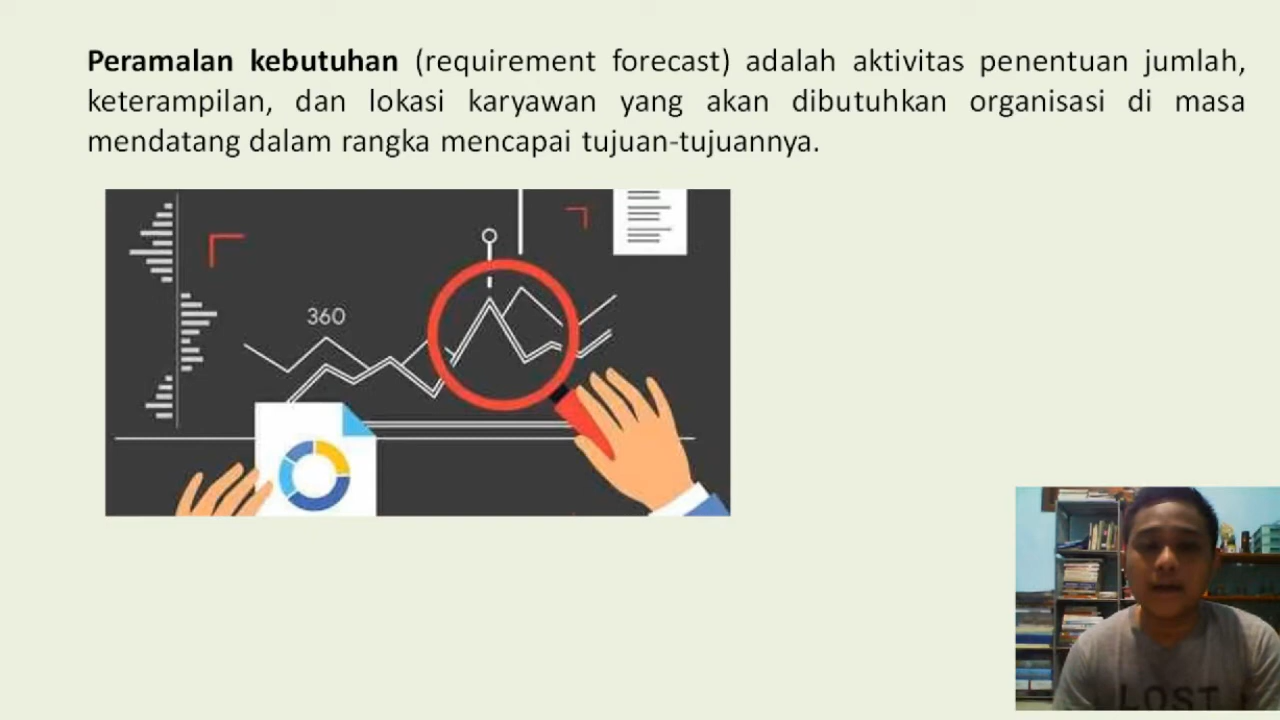 Peramalan kebutuhan (requirement forecast) adalah aktivitas penentuan jumlah,
keterampilan, dan lokasi karyawan yang akan dibutuhkan organisasi di masa
mendatang dalam rangka mencapai tujuan-tujuannya.
360
LOST